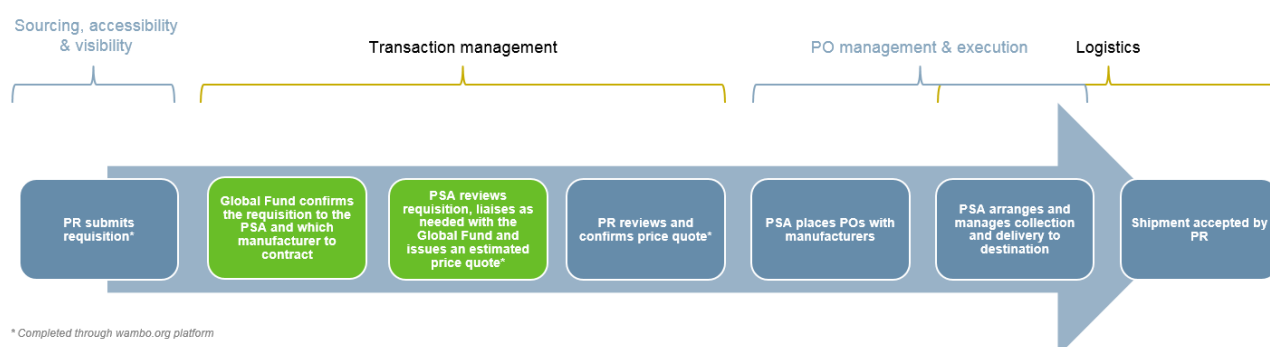 Sourcing, accessibility
& visibility
Transaction management
PO management & execution
Logistics
PR submits
requisition*
Global Fund confirms
the requisition to the
PSA and which
manufacturer to
contract
PSA reviews
requisition, liaises as
needed with the
Global Fund and
issues an estimated
price quote*
PR reviews and
confirms price quote*
PSA places POs with
manufacturers
PSA arranges and
manages collection
and delivery to
destination
Shipment accepted by
PR
* Completed through wambo.org platform